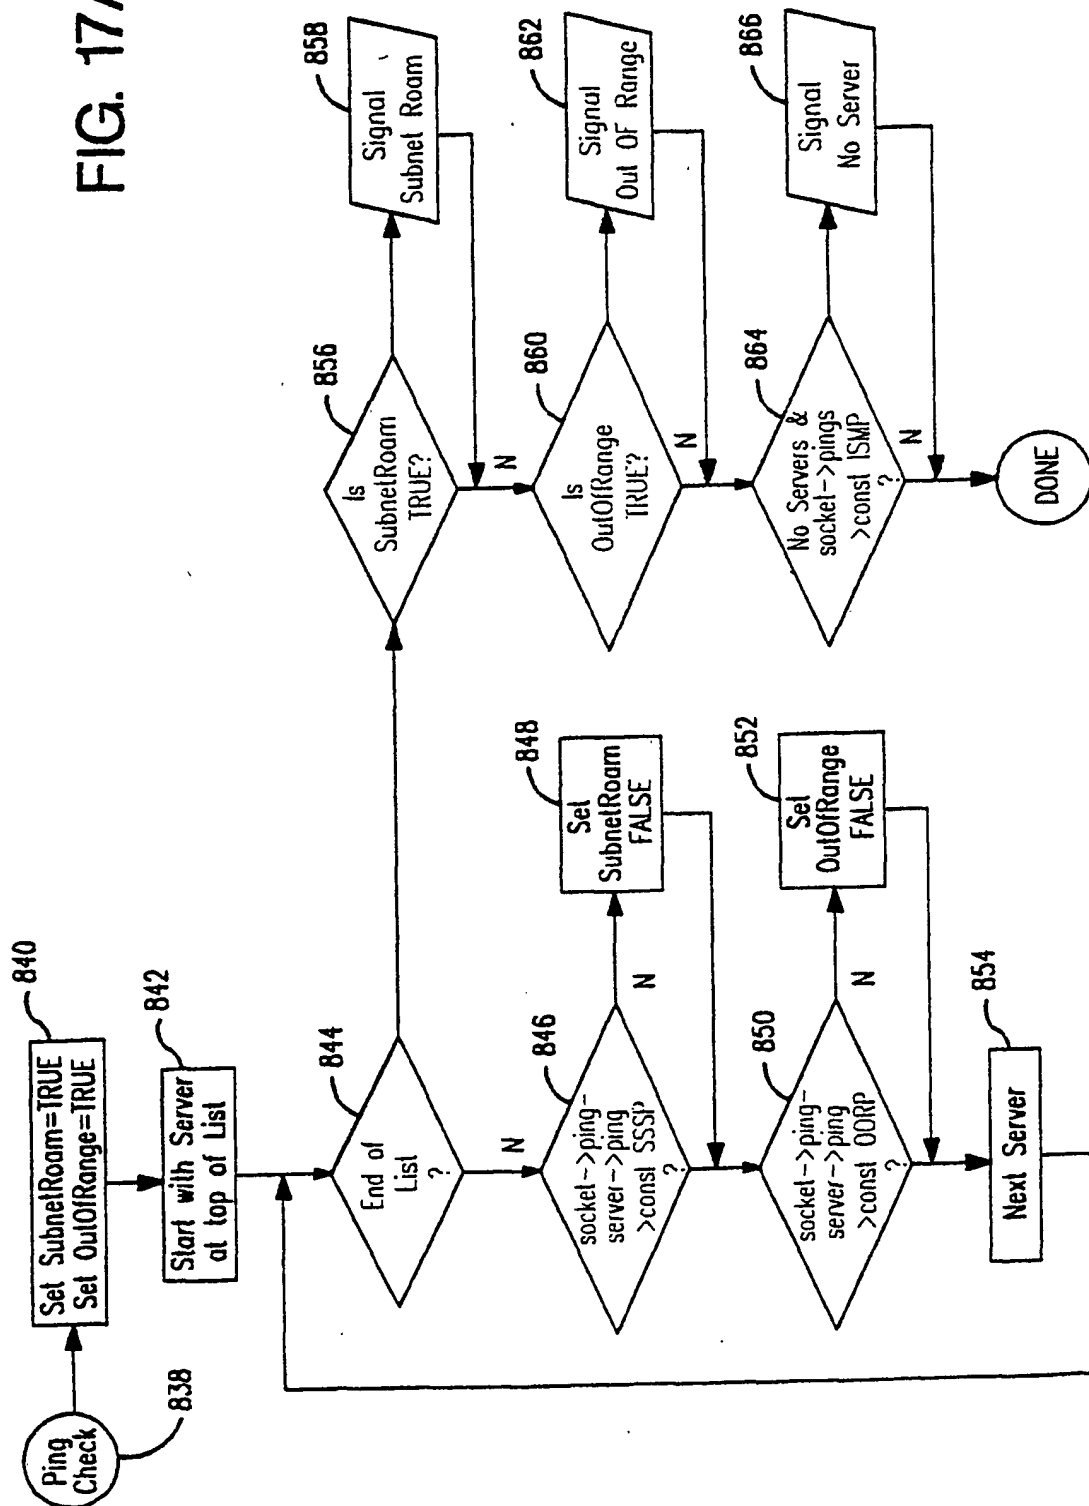 FIG. 17A
Ping
Check
838
Set SubnetRoam=TRUE
Set OutOfRange=TRUE
840
Start with Server
at top of List
842
End of
List
?
844
N
socket->ping-
server->ping
>const SSSP
?
846
N
Set
SubnetRoam
FALSE
848
socket->ping-
server->ping
>const OORP
?
850
N
Set
OutOfRange
FALSE
852
Next Server
854
Is
SubnetRoam
TRUE?
856
N
Signal
Subnet Roam
858
Is
OutOfRange
TRUE?
860
N
Signal
Out OF Range
862
No Servers &
socket->pings
>const ISMP
?
864
N
Signal
No Server
866
DONE